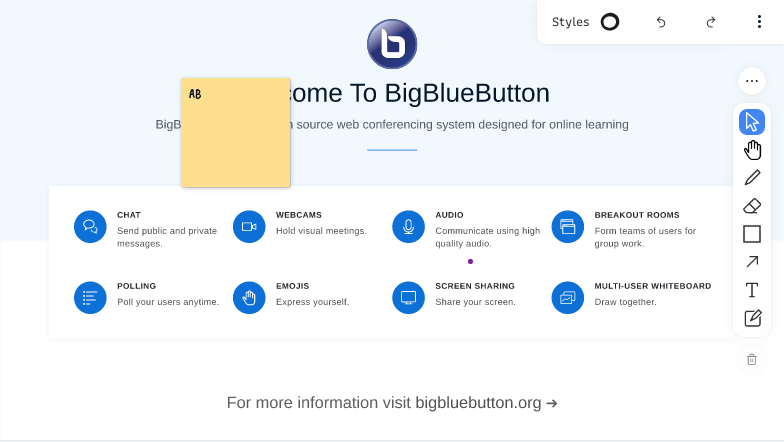 Styles
AB
come To BigBlueButton
BigB source web conferencing system designed for online learning
CHAT
Send public and private
messages.
WEBCAMS
Hold visual meetings.
AUDIO
Communicate using high
quality audio.
BREAKOUT ROOMS
Form teams of users for
group work.
POLLING
Poll your users anytime.
EMOJIS
Express yourself.
SCREEN SHARING
Share your screen.
MULTI-USER WHITEBOARD
Draw together.
For more information visit bigbluebutton.org →